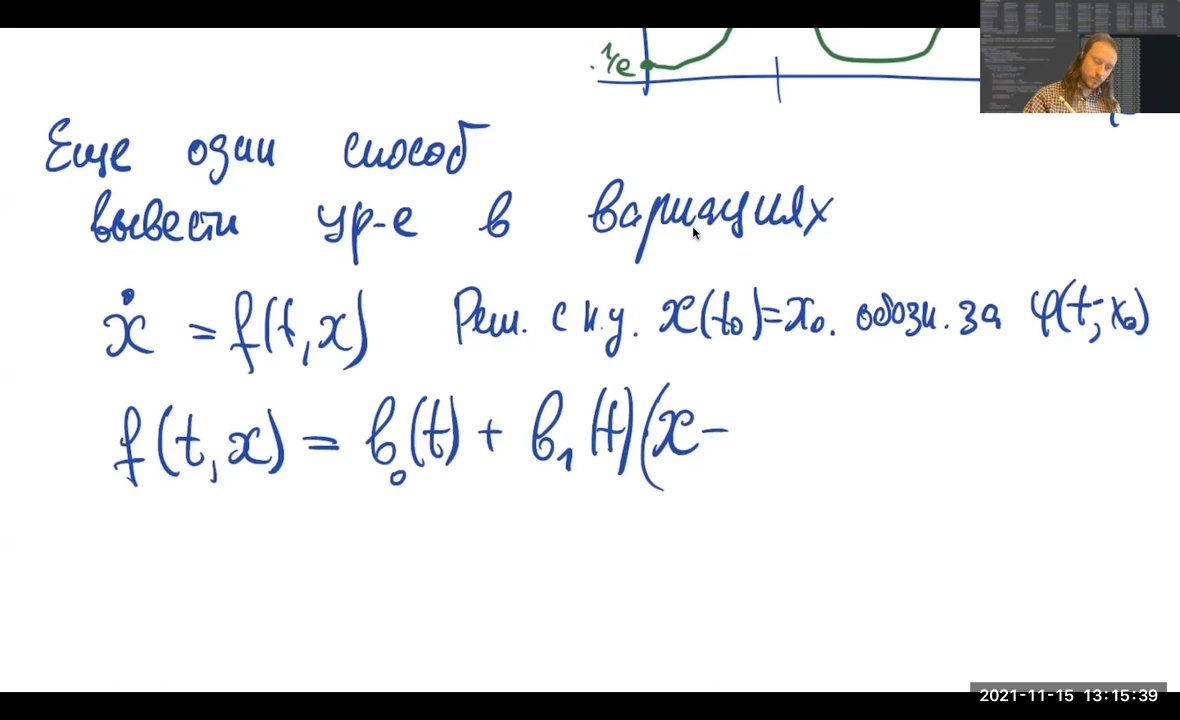 1/e
Еще один способ
вывести ур-е в вариациях
ẋ = f(t,x) Реш. с н.у. x(t₀)=x₀. обозн. за φ(t; x₀)
f(t,x) = b₀(t) + b₁(t)(x −
2021-11-15 13:15:39